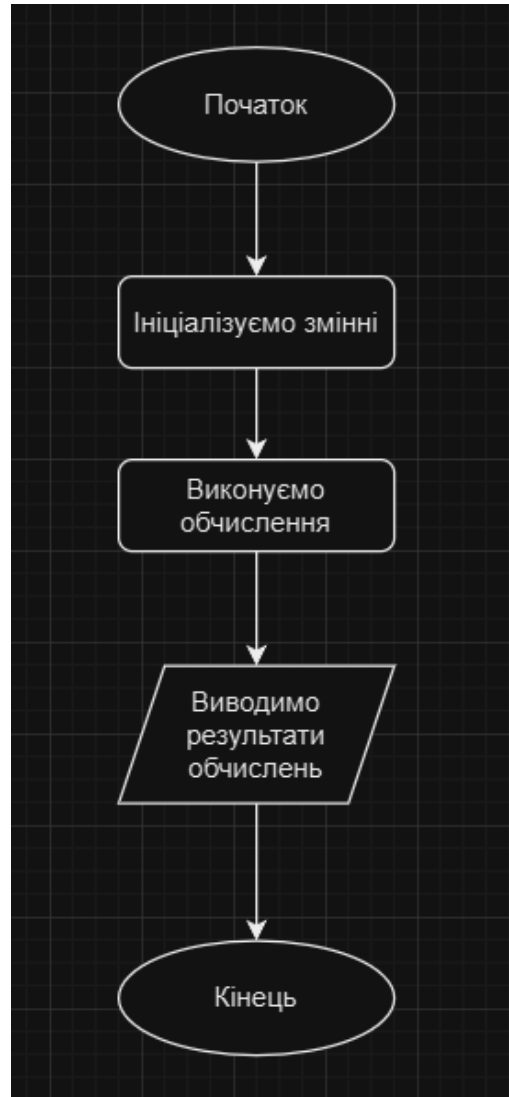 Початок
Ініціалізуємо змінні
Виконуємо
обчислення
Виводимо
результати
обчислень
Кінець